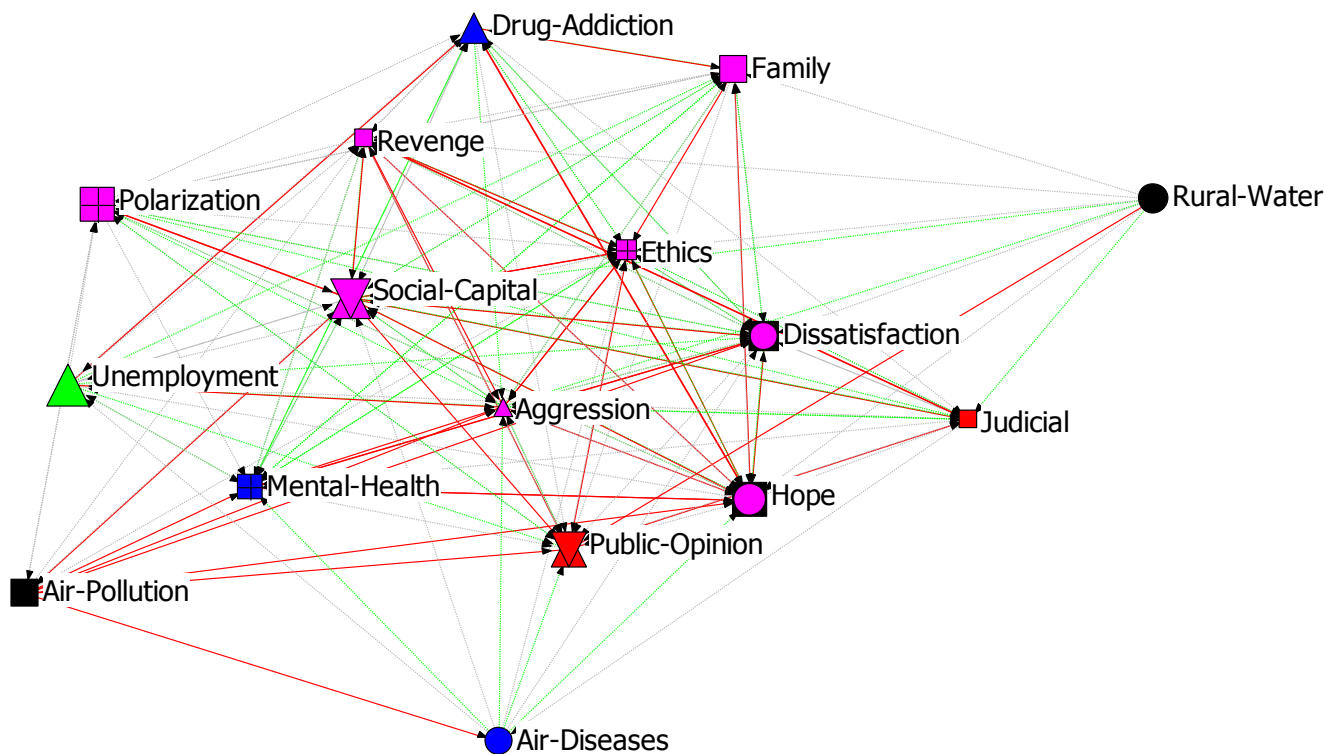 Drug-Addiction
Family
Revenge
Rural-Water
Polarization
Ethics
Social-Capital
Dissatisfaction
Unemployment
Aggression
Judicial
Mental-Health
Hope
Public-Opinion
Air-Pollution
Air-Diseases